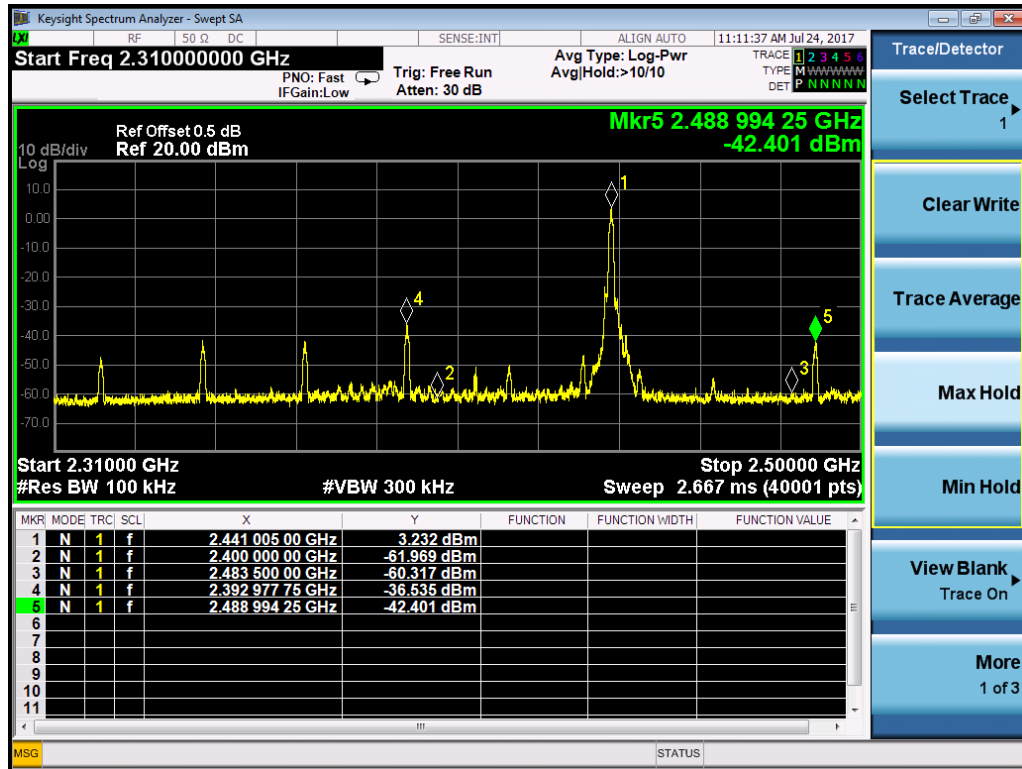 Keysight Spectrum Analyzer - Swept SA
LXI RF 50 Ω DC SENSE:INT ALIGN AUTO 11:11:37 AM Jul 24, 2017
Start Freq 2.310000000 GHz
PNO: Fast
IFGain:Low
Trig: Free Run
Atten: 30 dB
Avg Type: Log-Pwr
Avg|Hold:>10/10
TRACE 1 2 3 4 5 6
TYPE M W W W W W
DET P N N N N N
Ref Offset 0.5 dB
Ref 20.00 dBm
10 dB/div
Log
Mkr5 2.488 994 25 GHz
-42.401 dBm
10.0
0.00
-10.0
-20.0
-30.0
-40.0
-50.0
-60.0
-70.0
1
4
5
2
3
Start 2.31000 GHz
Stop 2.50000 GHz
#Res BW 100 kHz
#VBW 300 kHz
Sweep 2.667 ms (40001 pts)
MKR MODE TRC SCL X Y FUNCTION FUNCTION WIDTH FUNCTION VALUE
1 N 1 f 2.441 005 00 GHz 3.232 dBm
2 N 1 f 2.400 000 00 GHz -61.969 dBm
3 N 1 f 2.483 500 00 GHz -60.317 dBm
4 N 1 f 2.392 977 75 GHz -36.535 dBm
5 N 1 f 2.488 994 25 GHz -42.401 dBm
6
7
8
9
10
11
MSG
STATUS
Trace/Detector
Select Trace
1
Clear Write
Trace Average
Max Hold
Min Hold
View Blank
Trace On
More
1 of 3